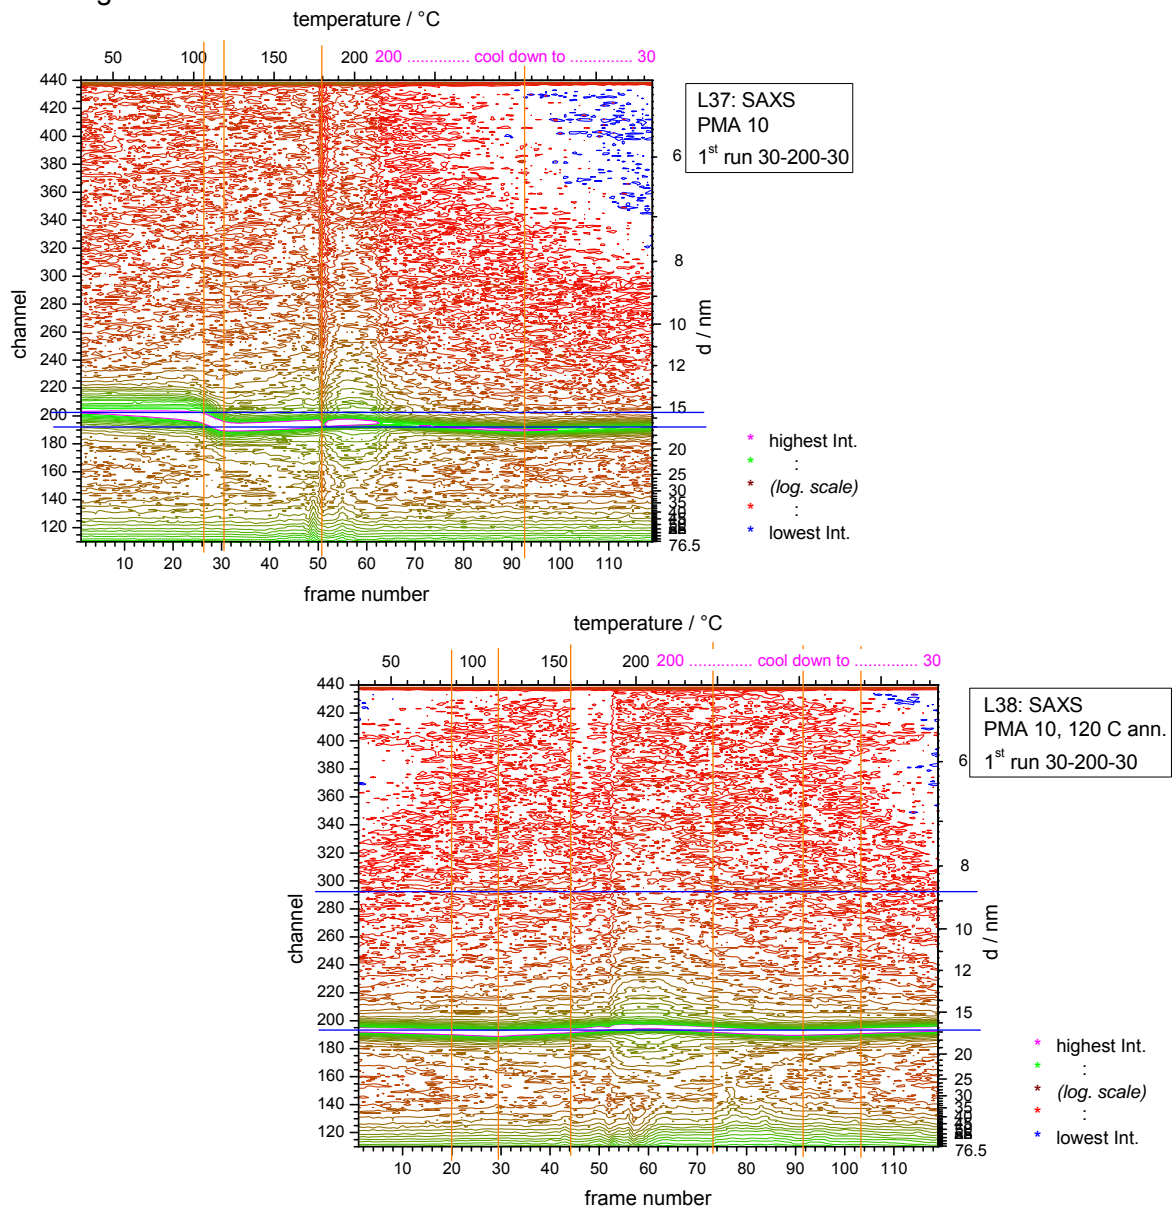 temperature / °C
50 100 150 200 200 ............. cool down to ............. 30
440
420
400
380
360
340
320
300
280
260
240
220
200
180
160
140
120
channel
6
8
10
12
15
20
25
30
35
40
76.5
d / nm
10 20 30 40 50 60 70 80 90 100 110
frame number
L37: SAXS
PMA 10
1st run 30-200-30
* highest Int.
* :
* (log. scale)
* :
* lowest Int.
temperature / °C
50 100 150 200 200 ............. cool down to ............. 30
440
420
400
380
360
340
320
300
280
260
240
220
200
180
160
140
120
channel
6
8
10
12
15
20
25
30
35
40
76.5
d / nm
10 20 30 40 50 60 70 80 90 100 110
frame number
L38: SAXS
PMA 10, 120 C ann.
1st run 30-200-30
* highest Int.
* :
* (log. scale)
* :
* lowest Int.